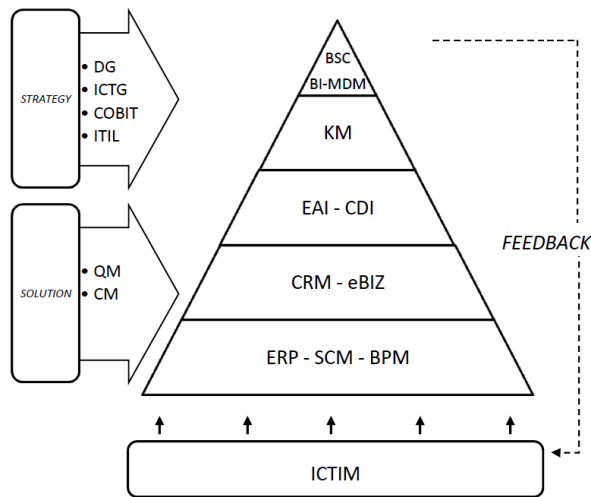 STRATEGY
• DG
• ICTG
• COBIT
• ITIL
SOLUTION
• QM
• CM
BSC
BI-MDM
KM
EAI - CDI
CRM - eBIZ
ERP - SCM - BPM
FEEDBACK
ICTIM